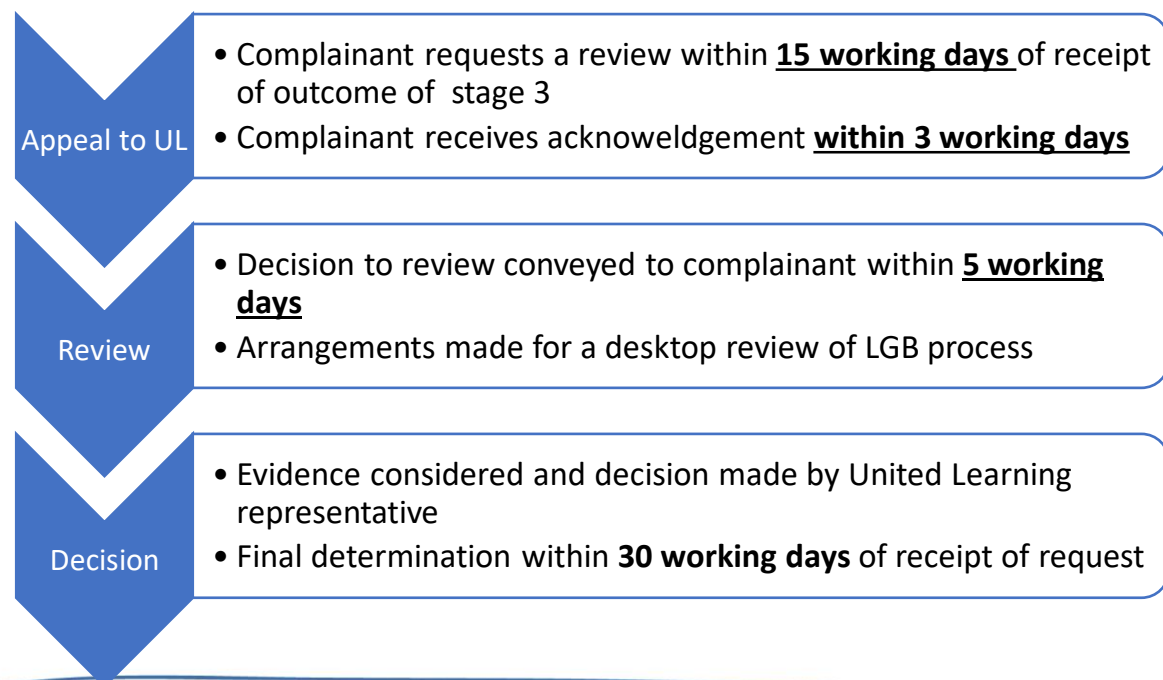 Appeal to UL
• Complainant requests a review within 15 working days of receipt
of outcome of stage 3
• Complainant receives acknoweldgement within 3 working days
Review
• Decision to review conveyed to complainant within 5 working
days
• Arrangements made for a desktop review of LGB process
Decision
• Evidence considered and decision made by United Learning
representative
• Final determination within 30 working days of receipt of request